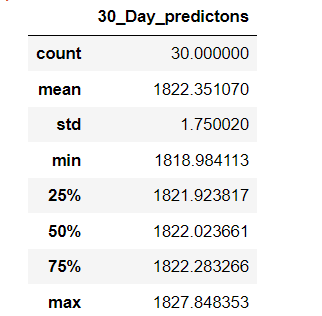 30_Day_predictons
count 30.000000
mean 1822.351070
std 1.750020
min 1818.984113
25% 1821.923817
50% 1822.023661
75% 1822.283266
max 1827.848353